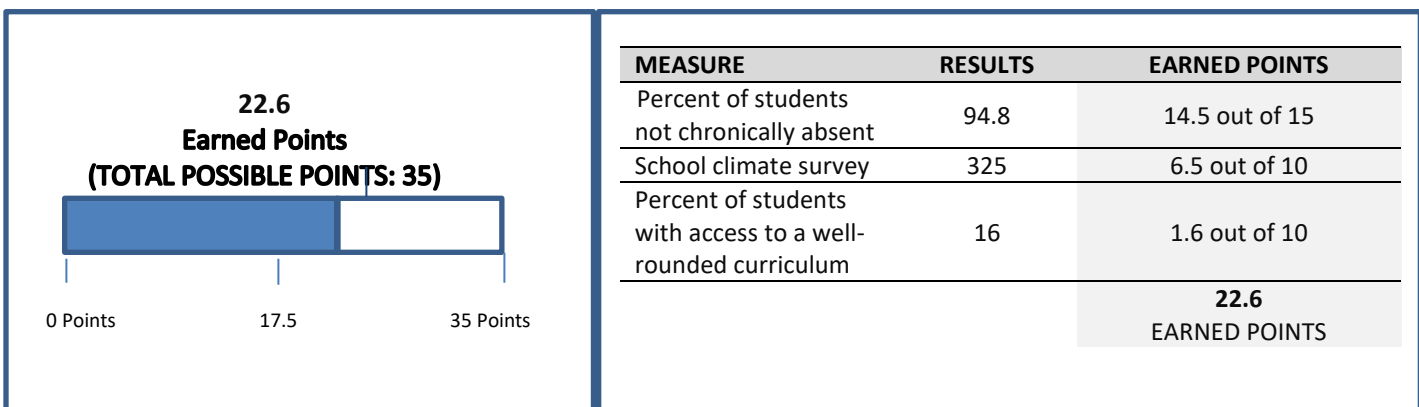 22.6
Earned Points
(TOTAL POSSIBLE POINTS: 35)
0 Points 17.5 35 Points
MEASURE RESULTS EARNED POINTS
Percent of students
not chronically absent 94.8 14.5 out of 15
School climate survey 325 6.5 out of 10
Percent of students
with access to a well- 16 1.6 out of 10
rounded curriculum
22.6
EARNED POINTS